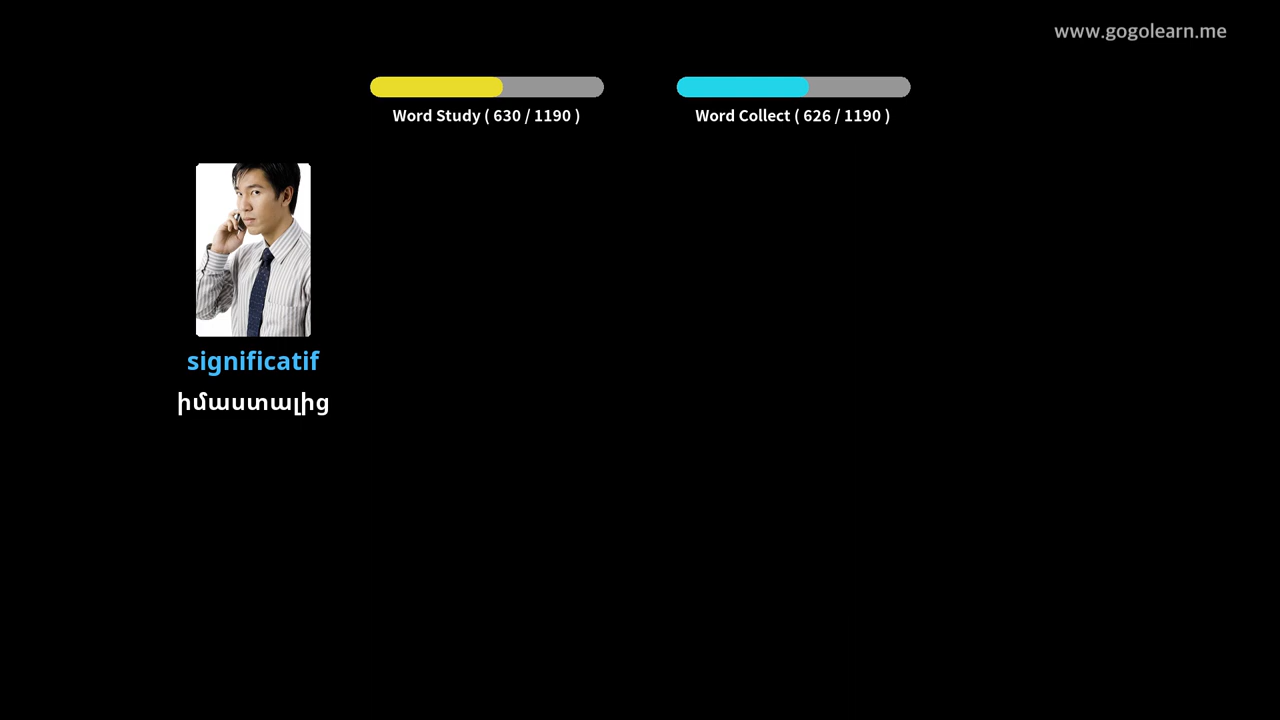 www.gogolearn.me
Word Study ( 630 / 1190 )
Word Collect ( 626 / 1190 )
significatif
իմաստալից